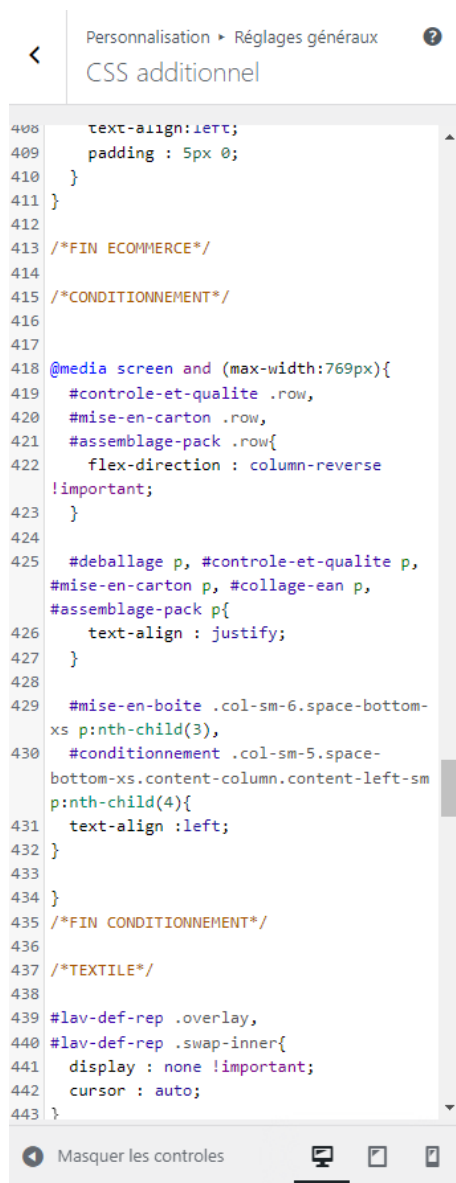 Personnalisation ▸ Réglages généraux
CSS additionnel
408 text-align:left;
409 padding : 5px 0;
410 }
411 }
412
413 /*FIN ECOMMERCE*/
414
415 /*CONDITIONNEMENT*/
416
417
418 @media screen and (max-width:769px){
419 #controle-et-qualite .row,
420 #mise-en-carton .row,
421 #assemblage-pack .row{
422 flex-direction : column-reverse
!important;
423 }
424
425 #deballage p, #controle-et-qualite p,
#mise-en-carton p, #collage-ean p,
#assemblage-pack p{
426 text-align : justify;
427 }
428
429 #mise-en-boite .col-sm-6.space-bottom-
xs p:nth-child(3),
430 #conditionnement .col-sm-5.space-
bottom-xs.content-column.content-left-sm
p:nth-child(4){
431 text-align :left;
432 }
433
434 }
435 /*FIN CONDITIONNEMENT*/
436
437 /*TEXTILE*/
438
439 #lav-def-rep .overlay,
440 #lav-def-rep .swap-inner{
441 display : none !important;
442 cursor : auto;
443 }
Masquer les controles